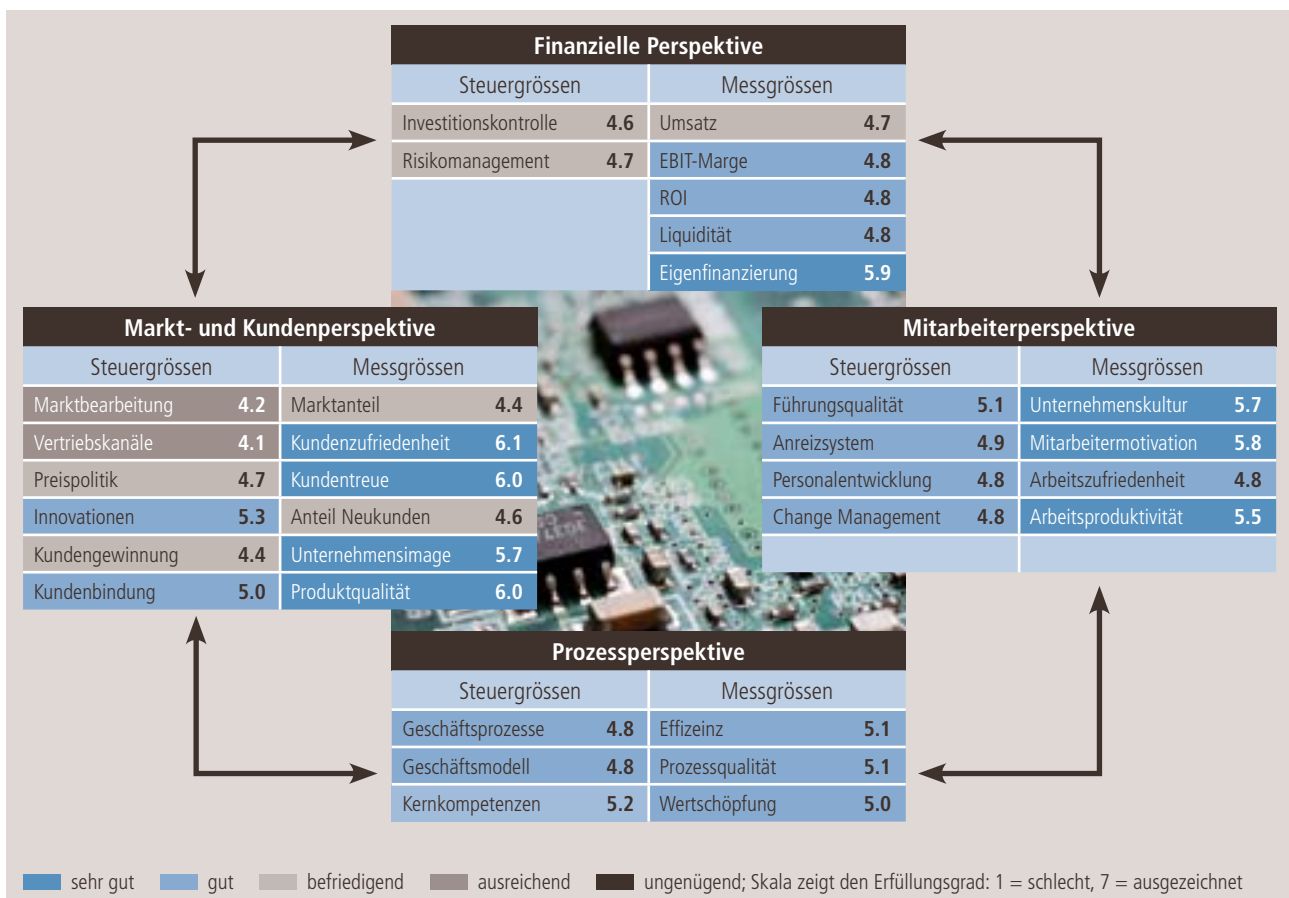 Finanzielle Perspektive
Steuergrössen Messgrössen
Investitionskontrolle 4.6 Umsatz 4.7
Risikomanagement 4.7 EBIT-Marge 4.8
ROI 4.8
Liquidität 4.8
Eigenfinanzierung 5.9
Markt- und Kundenperspektive
Steuergrössen Messgrössen
Marktbearbeitung 4.2 Marktanteil 4.4
Vertriebskanäle 4.1 Kundenzufriedenheit 6.1
Preispolitik 4.7 Kundentreue 6.0
Innovationen 5.3 Anteil Neukunden 4.6
Kundengewinnung 4.4 Unternehmensimage 5.7
Kundenbindung 5.0 Produktqualität 6.0
Mitarbeiterperspektive
Steuergrössen Messgrössen
Führungsqualität 5.1 Unternehmenskultur 5.7
Anreizsystem 4.9 Mitarbeitermotivation 5.8
Personalentwicklung 4.8 Arbeitszufriedenheit 4.8
Change Management 4.8 Arbeitsproduktivität 5.5
Prozessperspektive
Steuergrössen Messgrössen
Geschäftsprozesse 4.8 Effizeinz 5.1
Geschäftsmodell 4.8 Prozessqualität 5.1
Kernkompetenzen 5.2 Wertschöpfung 5.0
sehr gut gut befriedigend ausreichend ungenügend; Skala zeigt den Erfüllungsgrad: 1 = schlecht, 7 = ausgezeichnet